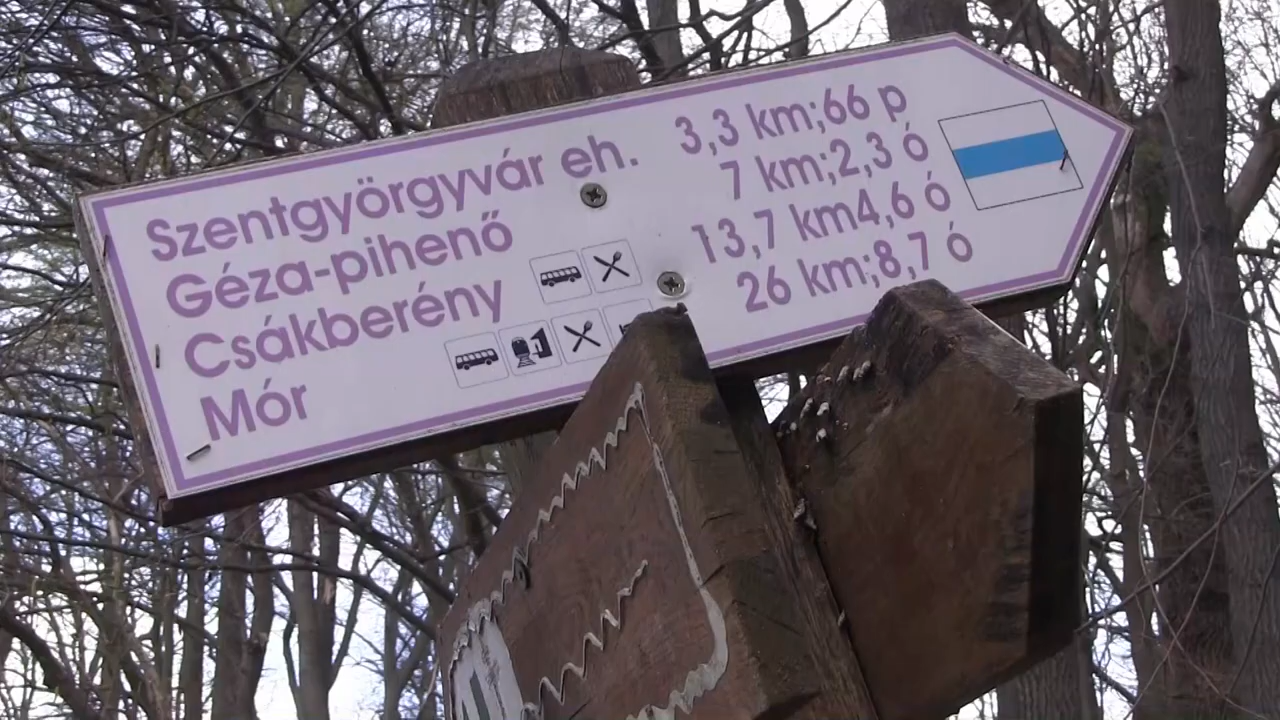 Szentgyörgyvár eh. 3,3 km;66 p
Géza-pihenő 7 km;2,3 ó
Csákberény 13,7 km4,6 ó
Mór 26 km;8,7 ó